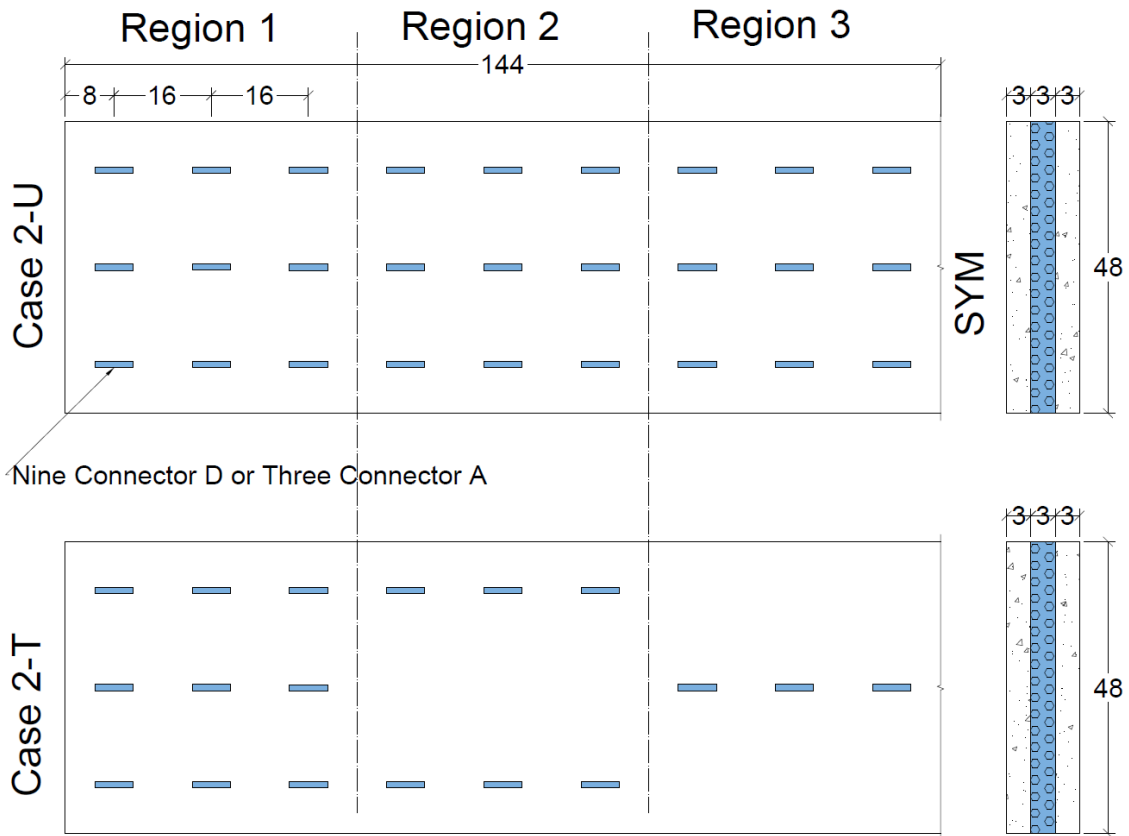 Region 1
Region 2
Region 3
144
8
16
16
3
3
3
Case 2-U
SYM
48
Nine Connector D or Three Connector A
3
3
3
Case 2-T
48